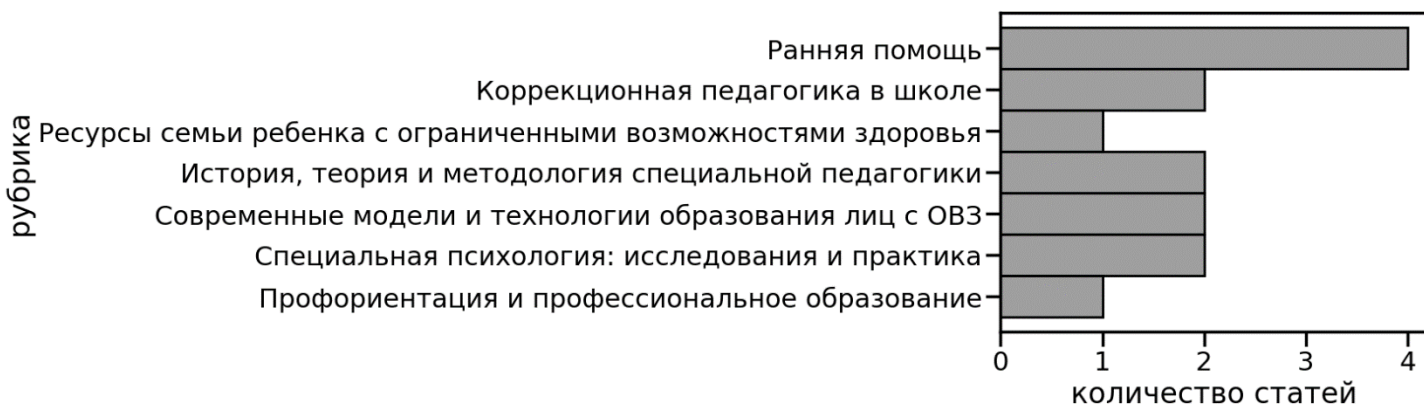 рубрика
Ранняя помощь
Коррекционная педагогика в школе
Ресурсы семьи ребенка с ограниченными возможностями здоровья
История, теория и методология специальной педагогики
Современные модели и технологии образования лиц с ОВЗ
Специальная психология: исследования и практика
Профориентация и профессиональное образование
0 1 2 3 4
количество статей